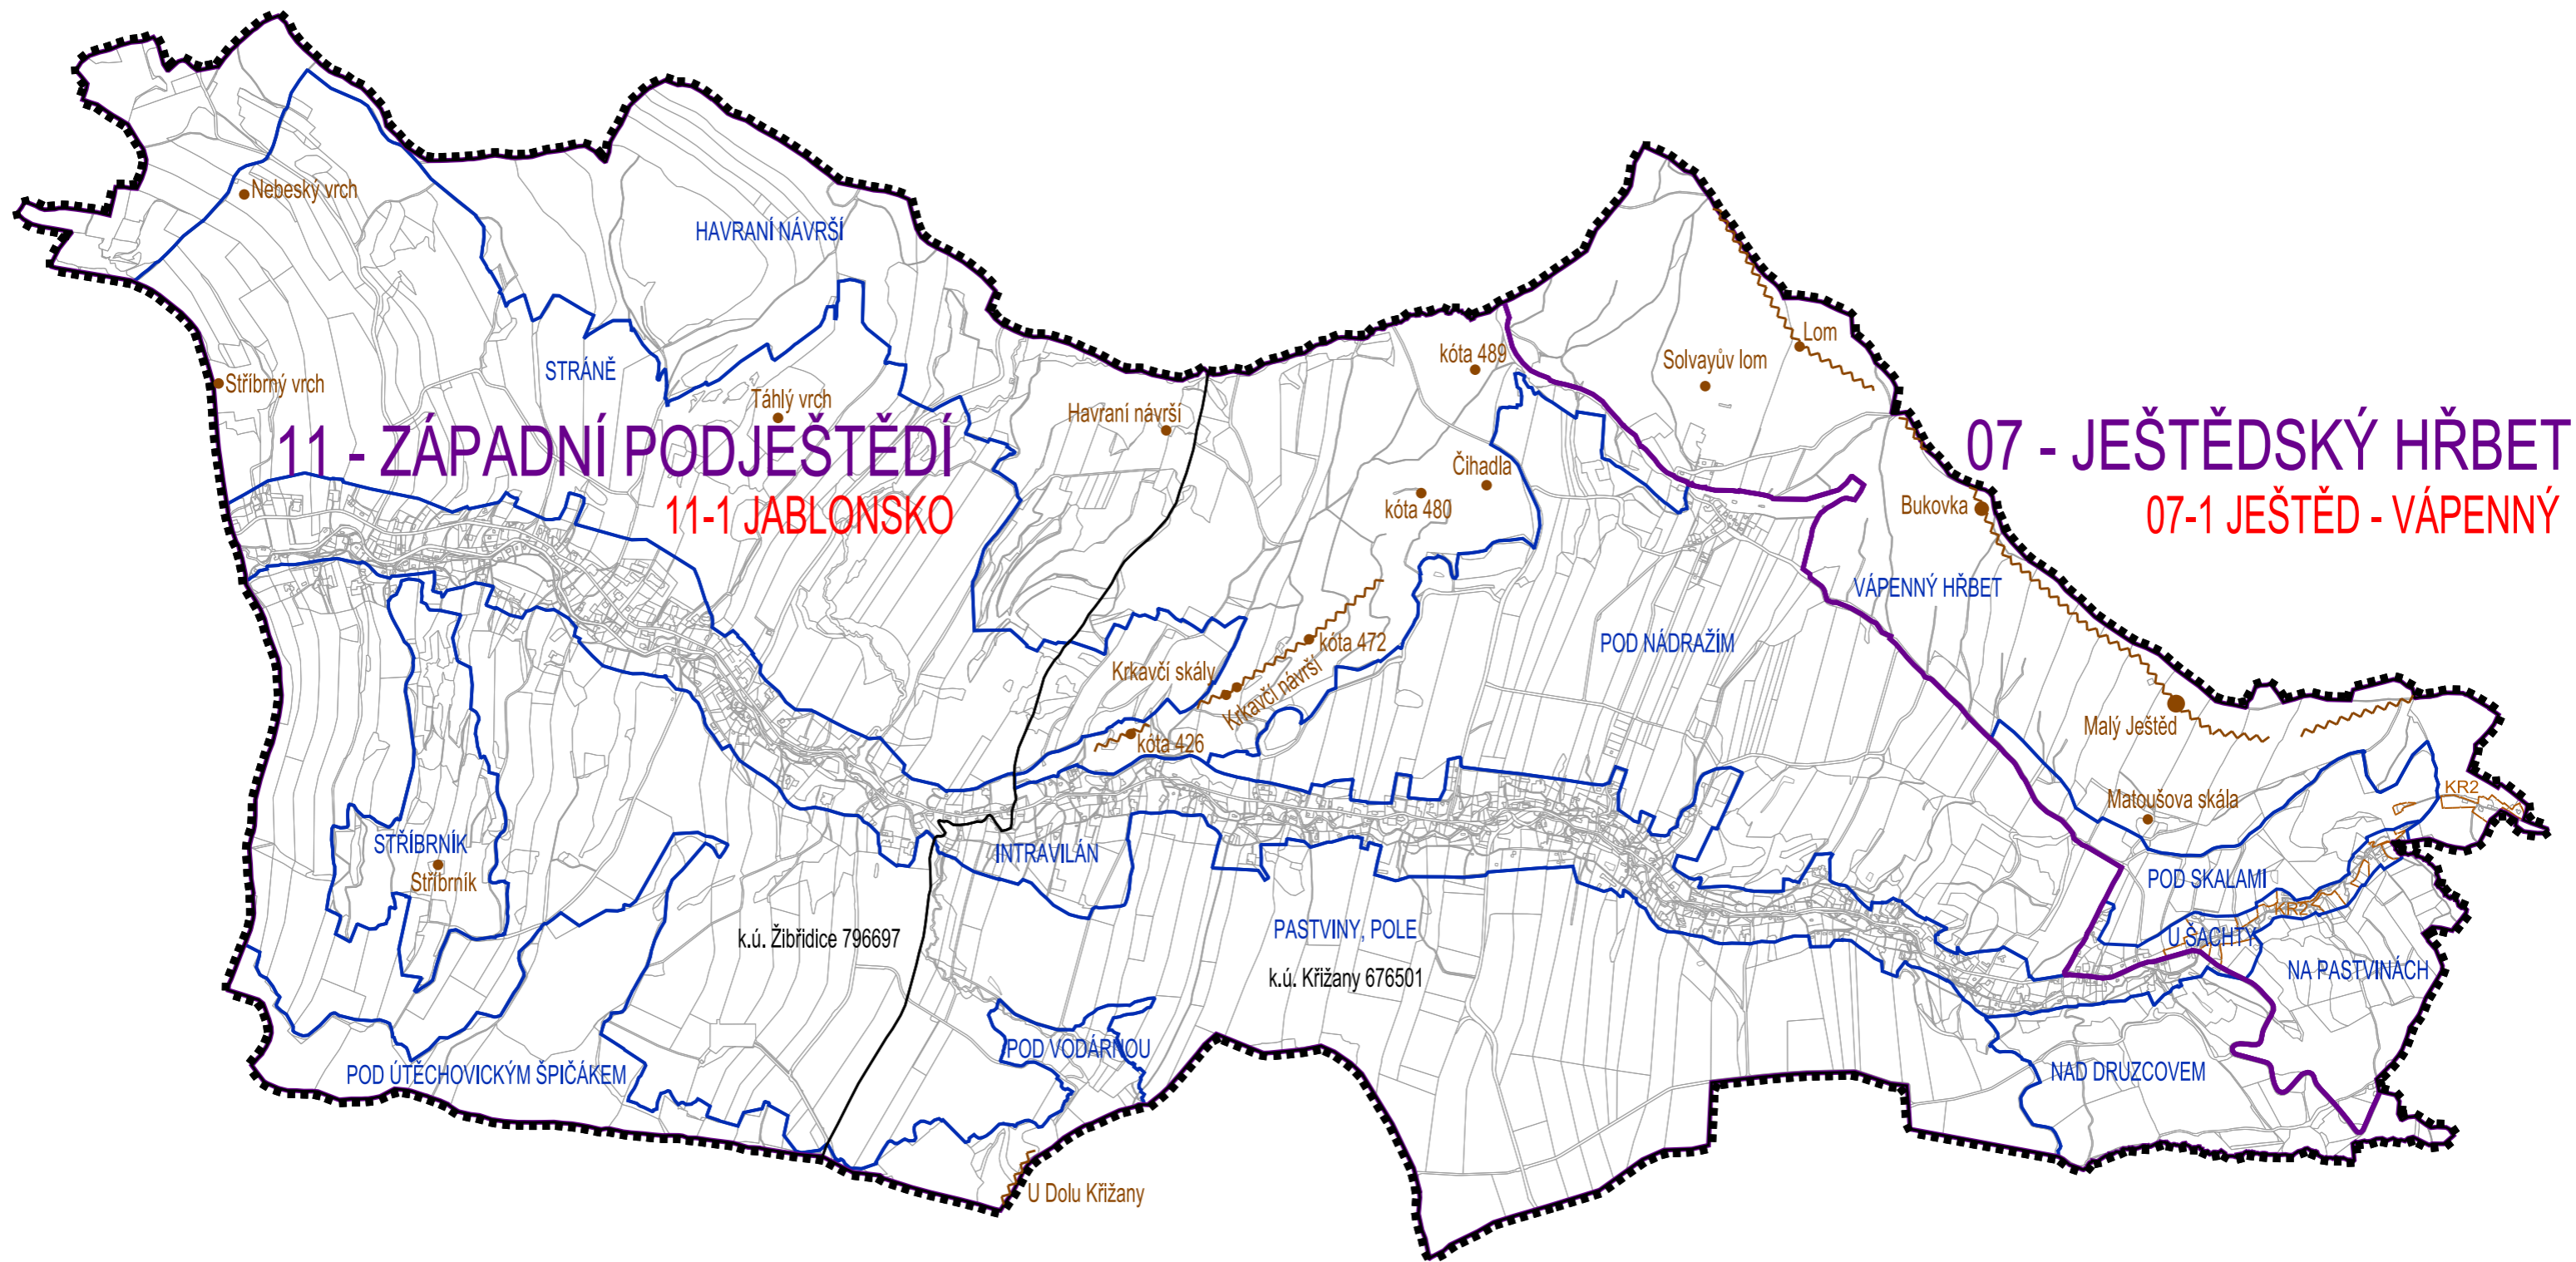 Nebeský vrch
HAVRANÍ NÁVRŠÍ
Lom
kóta 489
Solvayův lom
STRÁNĚ
Stříbrný vrch
Táhlý vrch
Havraní návrší
11 - ZÁPADNÍ PODJEŠTĚDÍ
07 - JEŠTĚDSKÝ HŘBET
Čihadla
11-1 JABLONSKO
kóta 480
Bukovka
07-1 JEŠTĚD - VÁPENNÝ
VÁPENNÝ HŘBET
kóta 472
POD NÁDRAŽÍM
Krkavčí skály
Krkavčí návrší
Malý Ještěd
kóta 426
KR2
Matoušova skála
STŘÍBRNÍK
INTRAVILÁN
Stříbrník
POD SKALAMI
KR2
PASTVINY, POLE
k.ú. Žibřidice 796697
U ŠACHTY
NA PASTVINÁCH
k.ú. Křižany 676501
POD VODÁRNOU
POD ÚTĚCHOVICKÝM ŠPIČÁKEM
NAD DRUZCOVEM
U Dolu Křižany